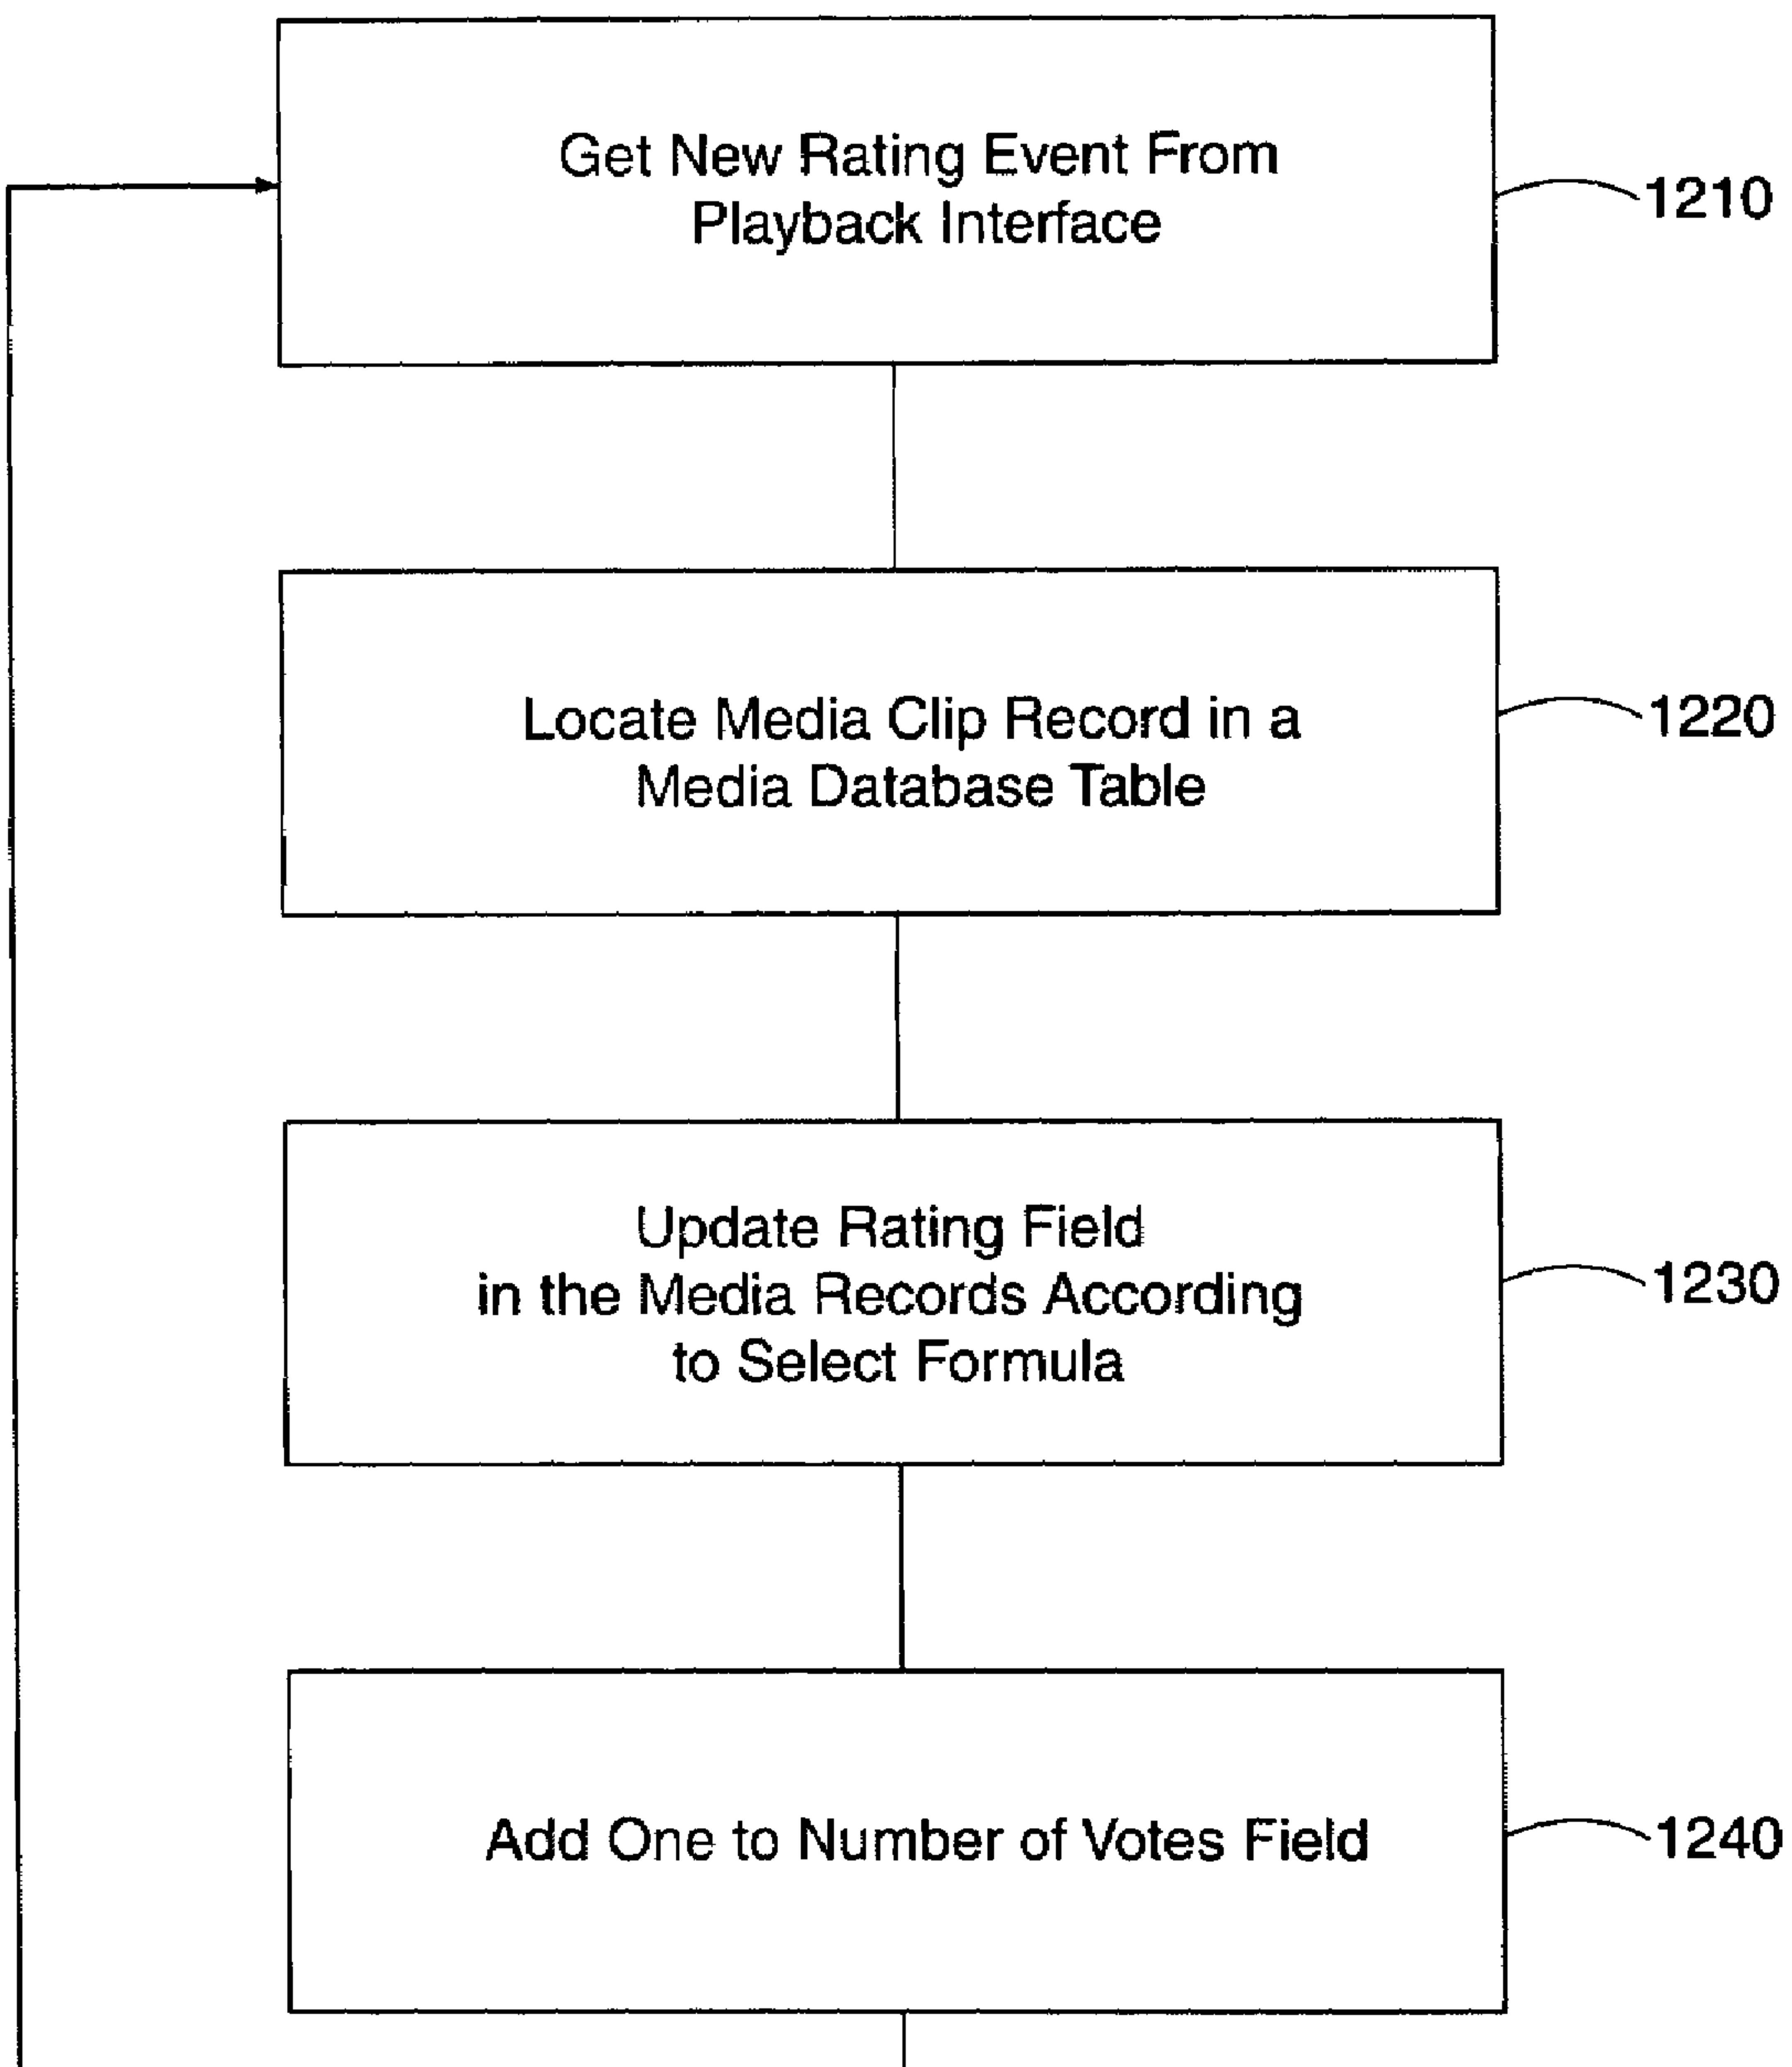 Get New Rating Event From
Playback Interface
1210
Locate Media Clip Record in a
Media Database Table
1220
Update Rating Field
in the Media Records According
to Select Formula
1230
Add One to Number of Votes Field
1240